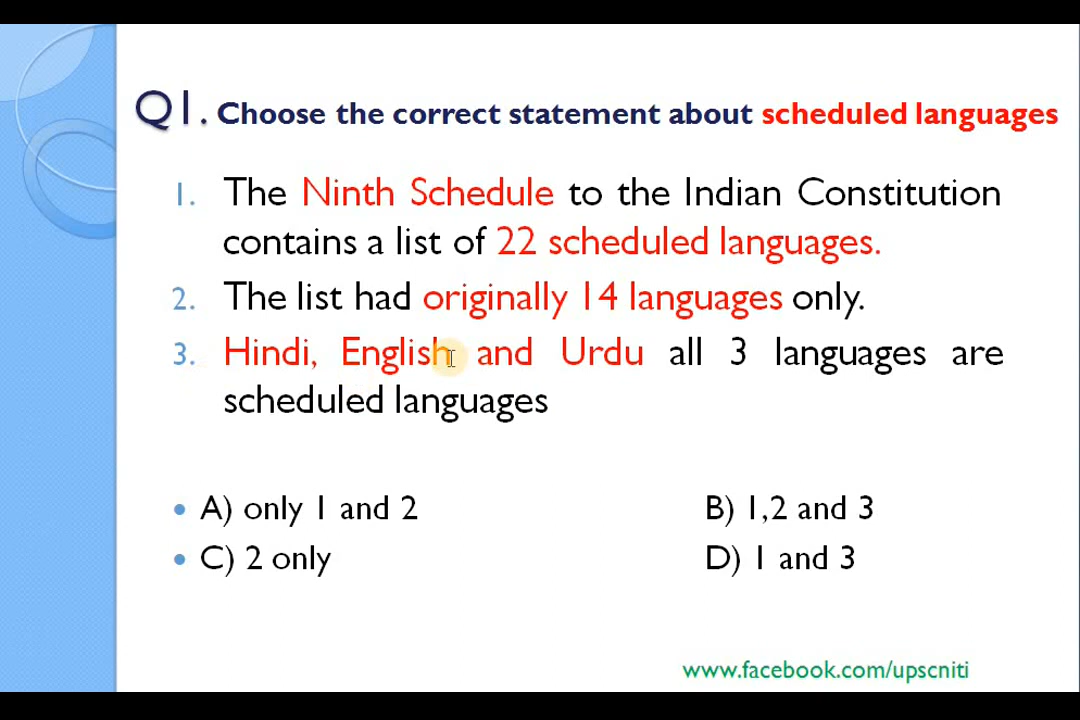 Q1. Choose the correct statement about scheduled languages
1. The Ninth Schedule to the Indian Constitution
contains a list of 22 scheduled languages.
2. The list had originally 14 languages only.
3. Hindi, English and Urdu all 3 languages are
scheduled languages
• A) only 1 and 2 B) 1,2 and 3
• C) 2 only D) 1 and 3
www.facebook.com/upscniti